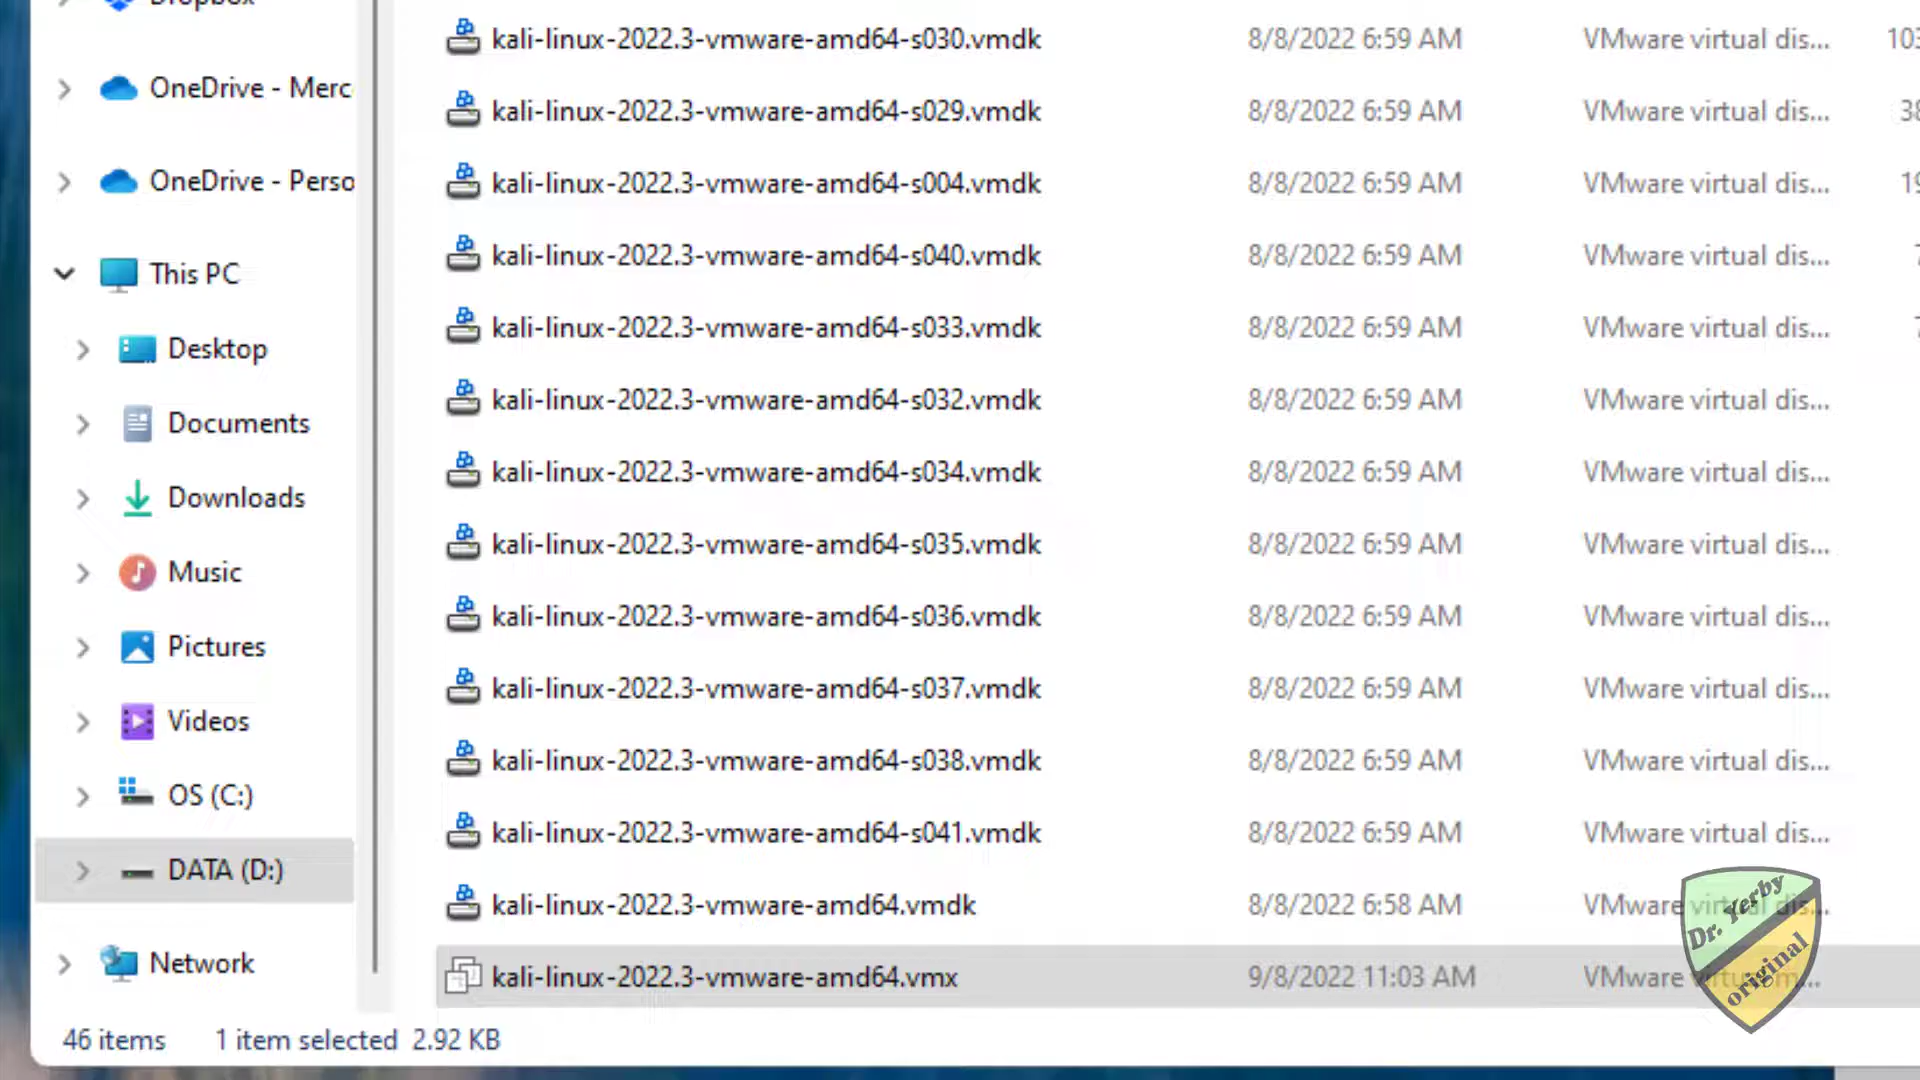 Dropbox
OneDrive - Merc
OneDrive - Perso
This PC
Desktop
Documents
Downloads
Music
Pictures
Videos
OS (C:)
DATA (D:)
Network
kali-linux-2022.3-vmware-amd64-s030.vmdk 8/8/2022 6:59 AM VMware virtual dis... 103
kali-linux-2022.3-vmware-amd64-s029.vmdk 8/8/2022 6:59 AM VMware virtual dis... 38
kali-linux-2022.3-vmware-amd64-s004.vmdk 8/8/2022 6:59 AM VMware virtual dis... 19
kali-linux-2022.3-vmware-amd64-s040.vmdk 8/8/2022 6:59 AM VMware virtual dis...
kali-linux-2022.3-vmware-amd64-s033.vmdk 8/8/2022 6:59 AM VMware virtual dis...
kali-linux-2022.3-vmware-amd64-s032.vmdk 8/8/2022 6:59 AM VMware virtual dis...
kali-linux-2022.3-vmware-amd64-s034.vmdk 8/8/2022 6:59 AM VMware virtual dis...
kali-linux-2022.3-vmware-amd64-s035.vmdk 8/8/2022 6:59 AM VMware virtual dis...
kali-linux-2022.3-vmware-amd64-s036.vmdk 8/8/2022 6:59 AM VMware virtual dis...
kali-linux-2022.3-vmware-amd64-s037.vmdk 8/8/2022 6:59 AM VMware virtual dis...
kali-linux-2022.3-vmware-amd64-s038.vmdk 8/8/2022 6:59 AM VMware virtual dis...
kali-linux-2022.3-vmware-amd64-s041.vmdk 8/8/2022 6:59 AM VMware virtual dis...
kali-linux-2022.3-vmware-amd64.vmdk 8/8/2022 6:58 AM VMware virtual dis...
kali-linux-2022.3-vmware-amd64.vmx 9/8/2022 11:03 AM VMware virtual m...
Dr. Yerby
original
46 items 1 item selected 2.92 KB